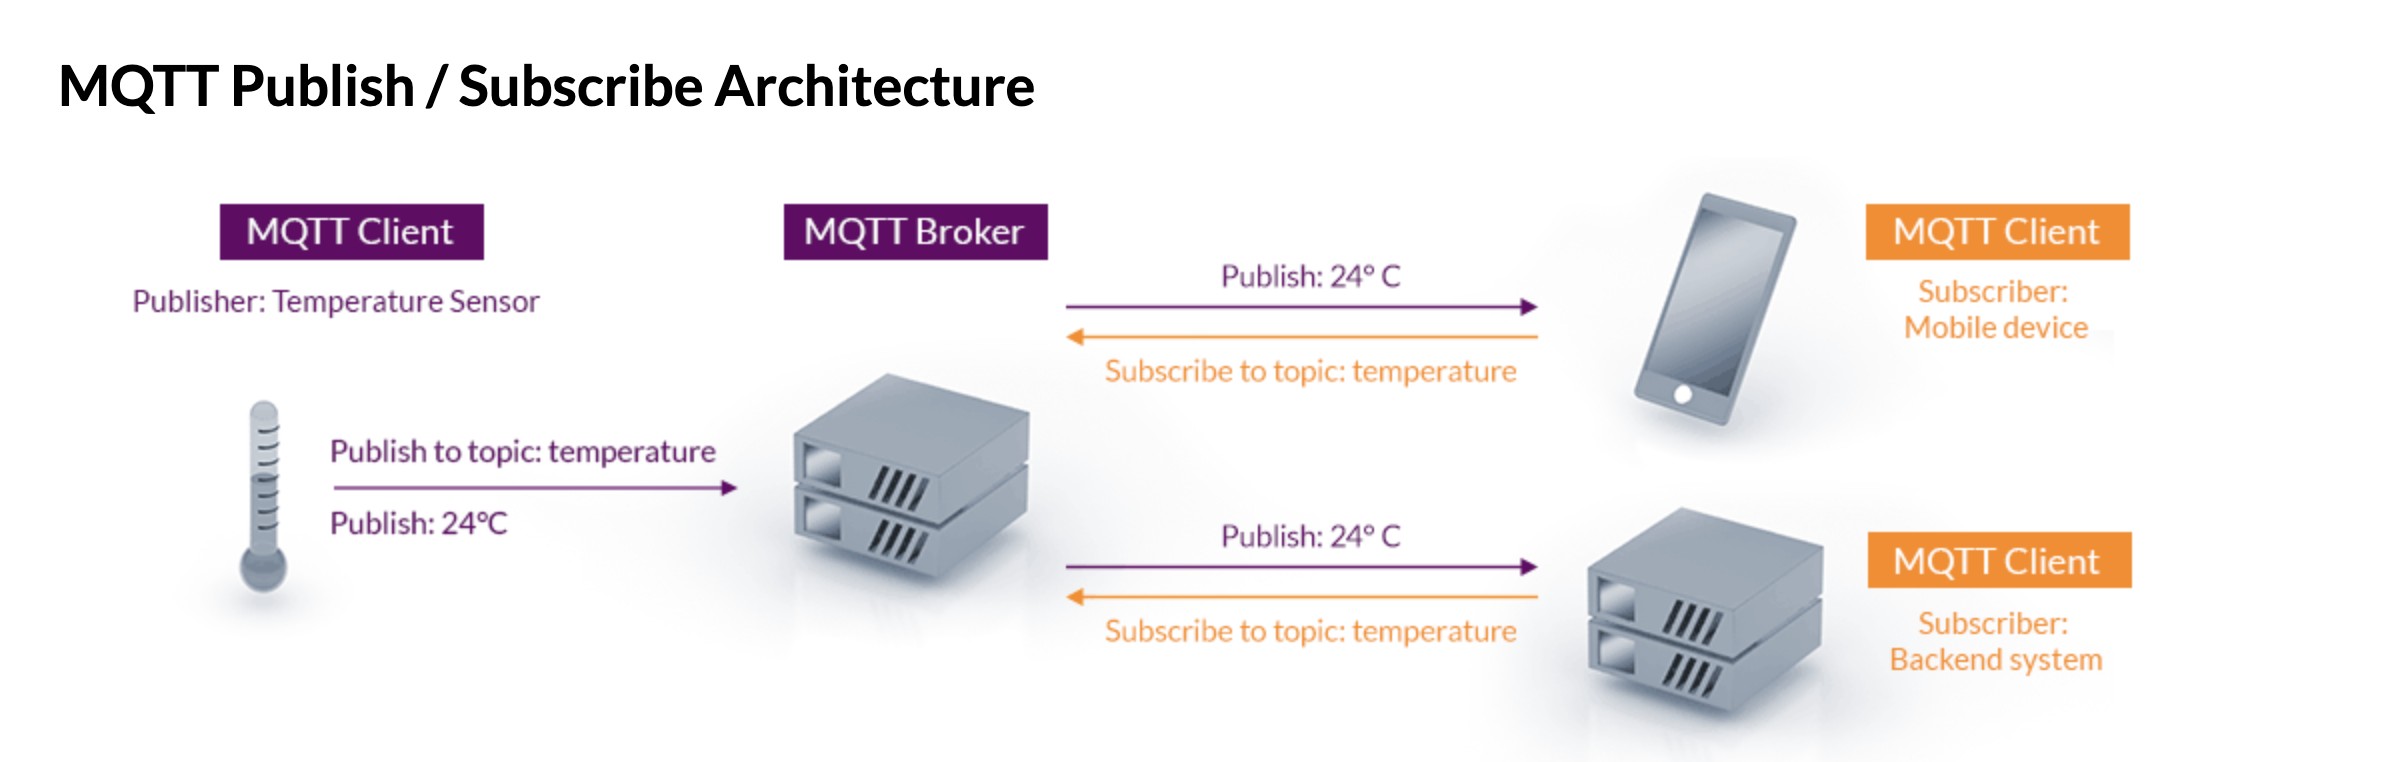 MQTT Publish / Subscribe Architecture
MQTT Client
Publisher: Temperature Sensor
Publish to topic: temperature
Publish: 24°C
MQTT Broker
Publish: 24° C
Subscribe to topic: temperature
MQTT Client
Subscriber:
Mobile device
Publish: 24° C
Subscribe to topic: temperature
MQTT Client
Subscriber:
Backend system